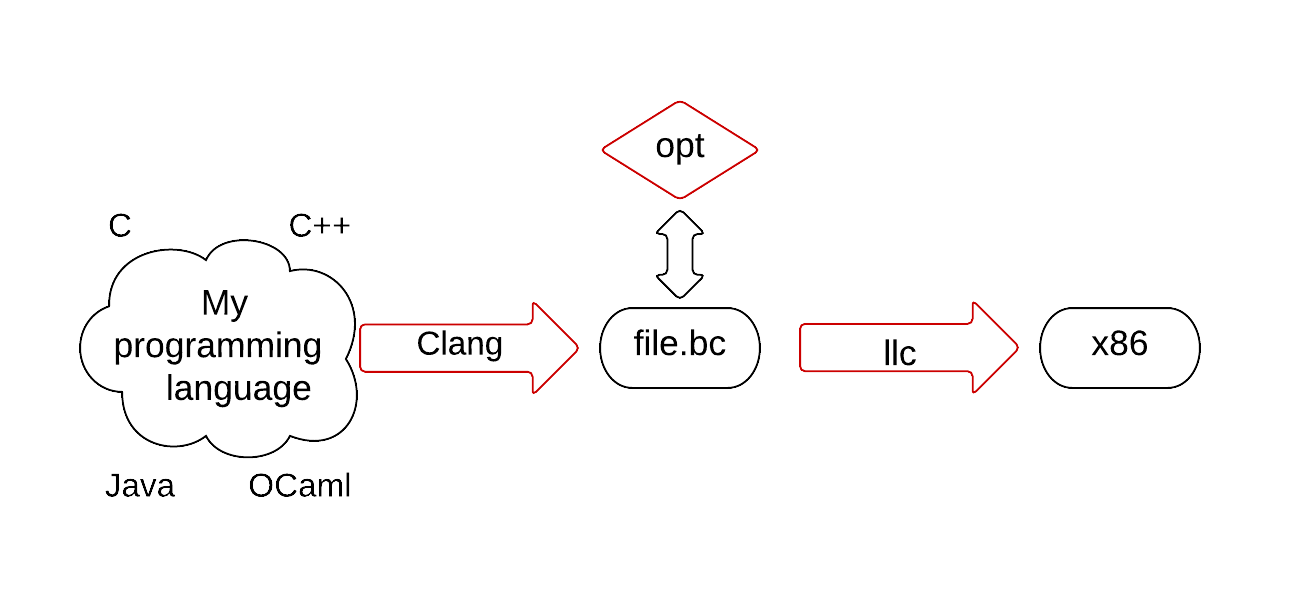 opt
C
C++
My
programming
language
Clang
file.bc
llc
x86
Java
OCaml